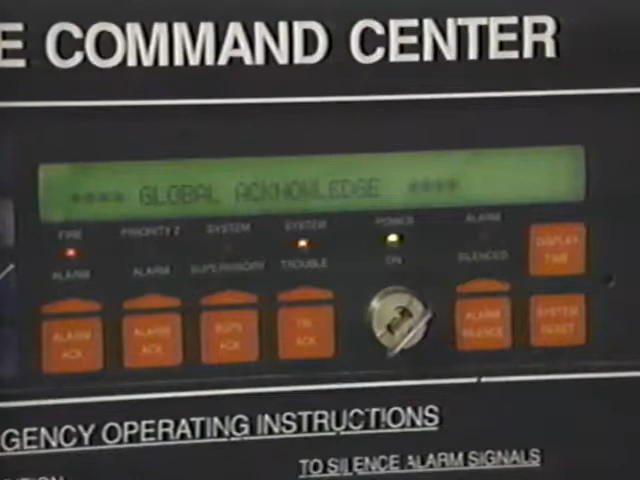 E COMMAND CENTER
**** GLOBAL ACKNOWLEDGE ****
FIRE PRIORITY 2 SYSTEM SYSTEM POWER ALARM
ALARM ALARM SUPERVISORY TROUBLE ON SILENCED
DISPLAY
TIME
ALARM ALARM SUPV TBL ALARM SYSTEM
ACK ACK ACK ACK SILENCE RESET
GENCY OPERATING INSTRUCTIONS
TO SILENCE ALARM SIGNALS